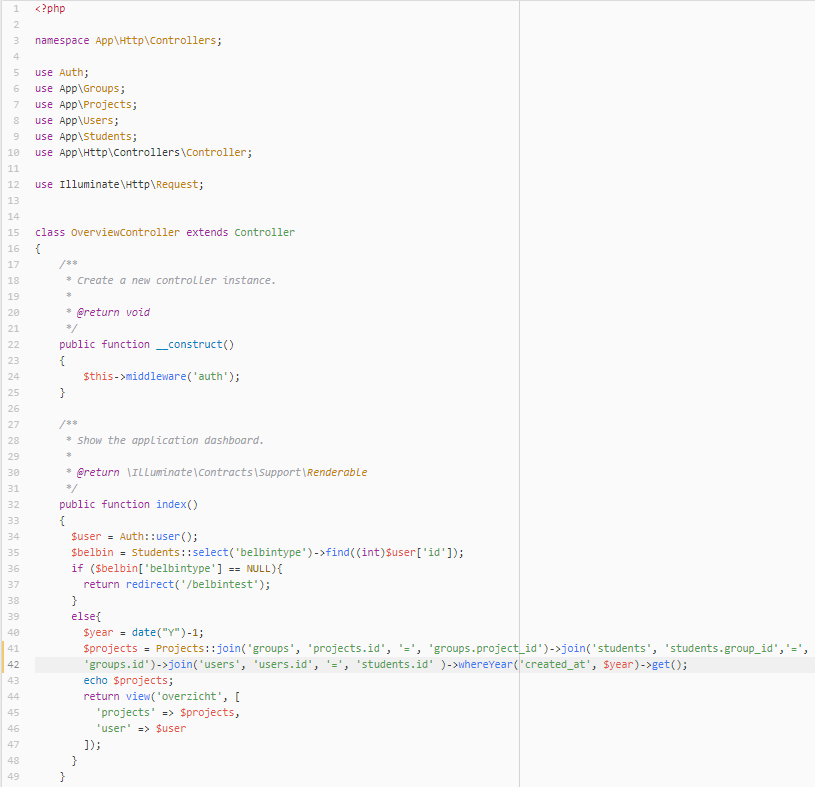 1 <?php
2
3 namespace App\Http\Controllers;
4
5 use Auth;
6 use App\Groups;
7 use App\Projects;
8 use App\Users;
9 use App\Students;
10 use App\Http\Controllers\Controller;
11
12 use Illuminate\Http\Request;
13
14
15 class OverviewController extends Controller
16 {
17     /**
18      * Create a new controller instance.
19      *
20      * @return void
21      */
22     public function __construct()
23     {
24         $this->middleware('auth');
25     }
26
27     /**
28      * Show the application dashboard.
29      *
30      * @return \Illuminate\Contracts\Support\Renderable
31      */
32     public function index()
33     {
34       $user = Auth::user();
35       $belbin = Students::select('belbintype')->find((int)$user['id']);
36       if ($belbin['belbintype'] == NULL){
37         return redirect('/belbintest');
38       }
39       else{
40         $year = date("Y")-1;
41         $projects = Projects::join('groups', 'projects.id', '=', 'groups.project_id')->join('students', 'students.group_id','=',
42         'groups.id')->join('users', 'users.id', '=', 'students.id' )->whereYear('created_at', $year)->get();
43         echo $projects;
44         return view('overzicht', [
45           'projects' => $projects,
46           'user' => $user
47         ]);
48       }
49     }